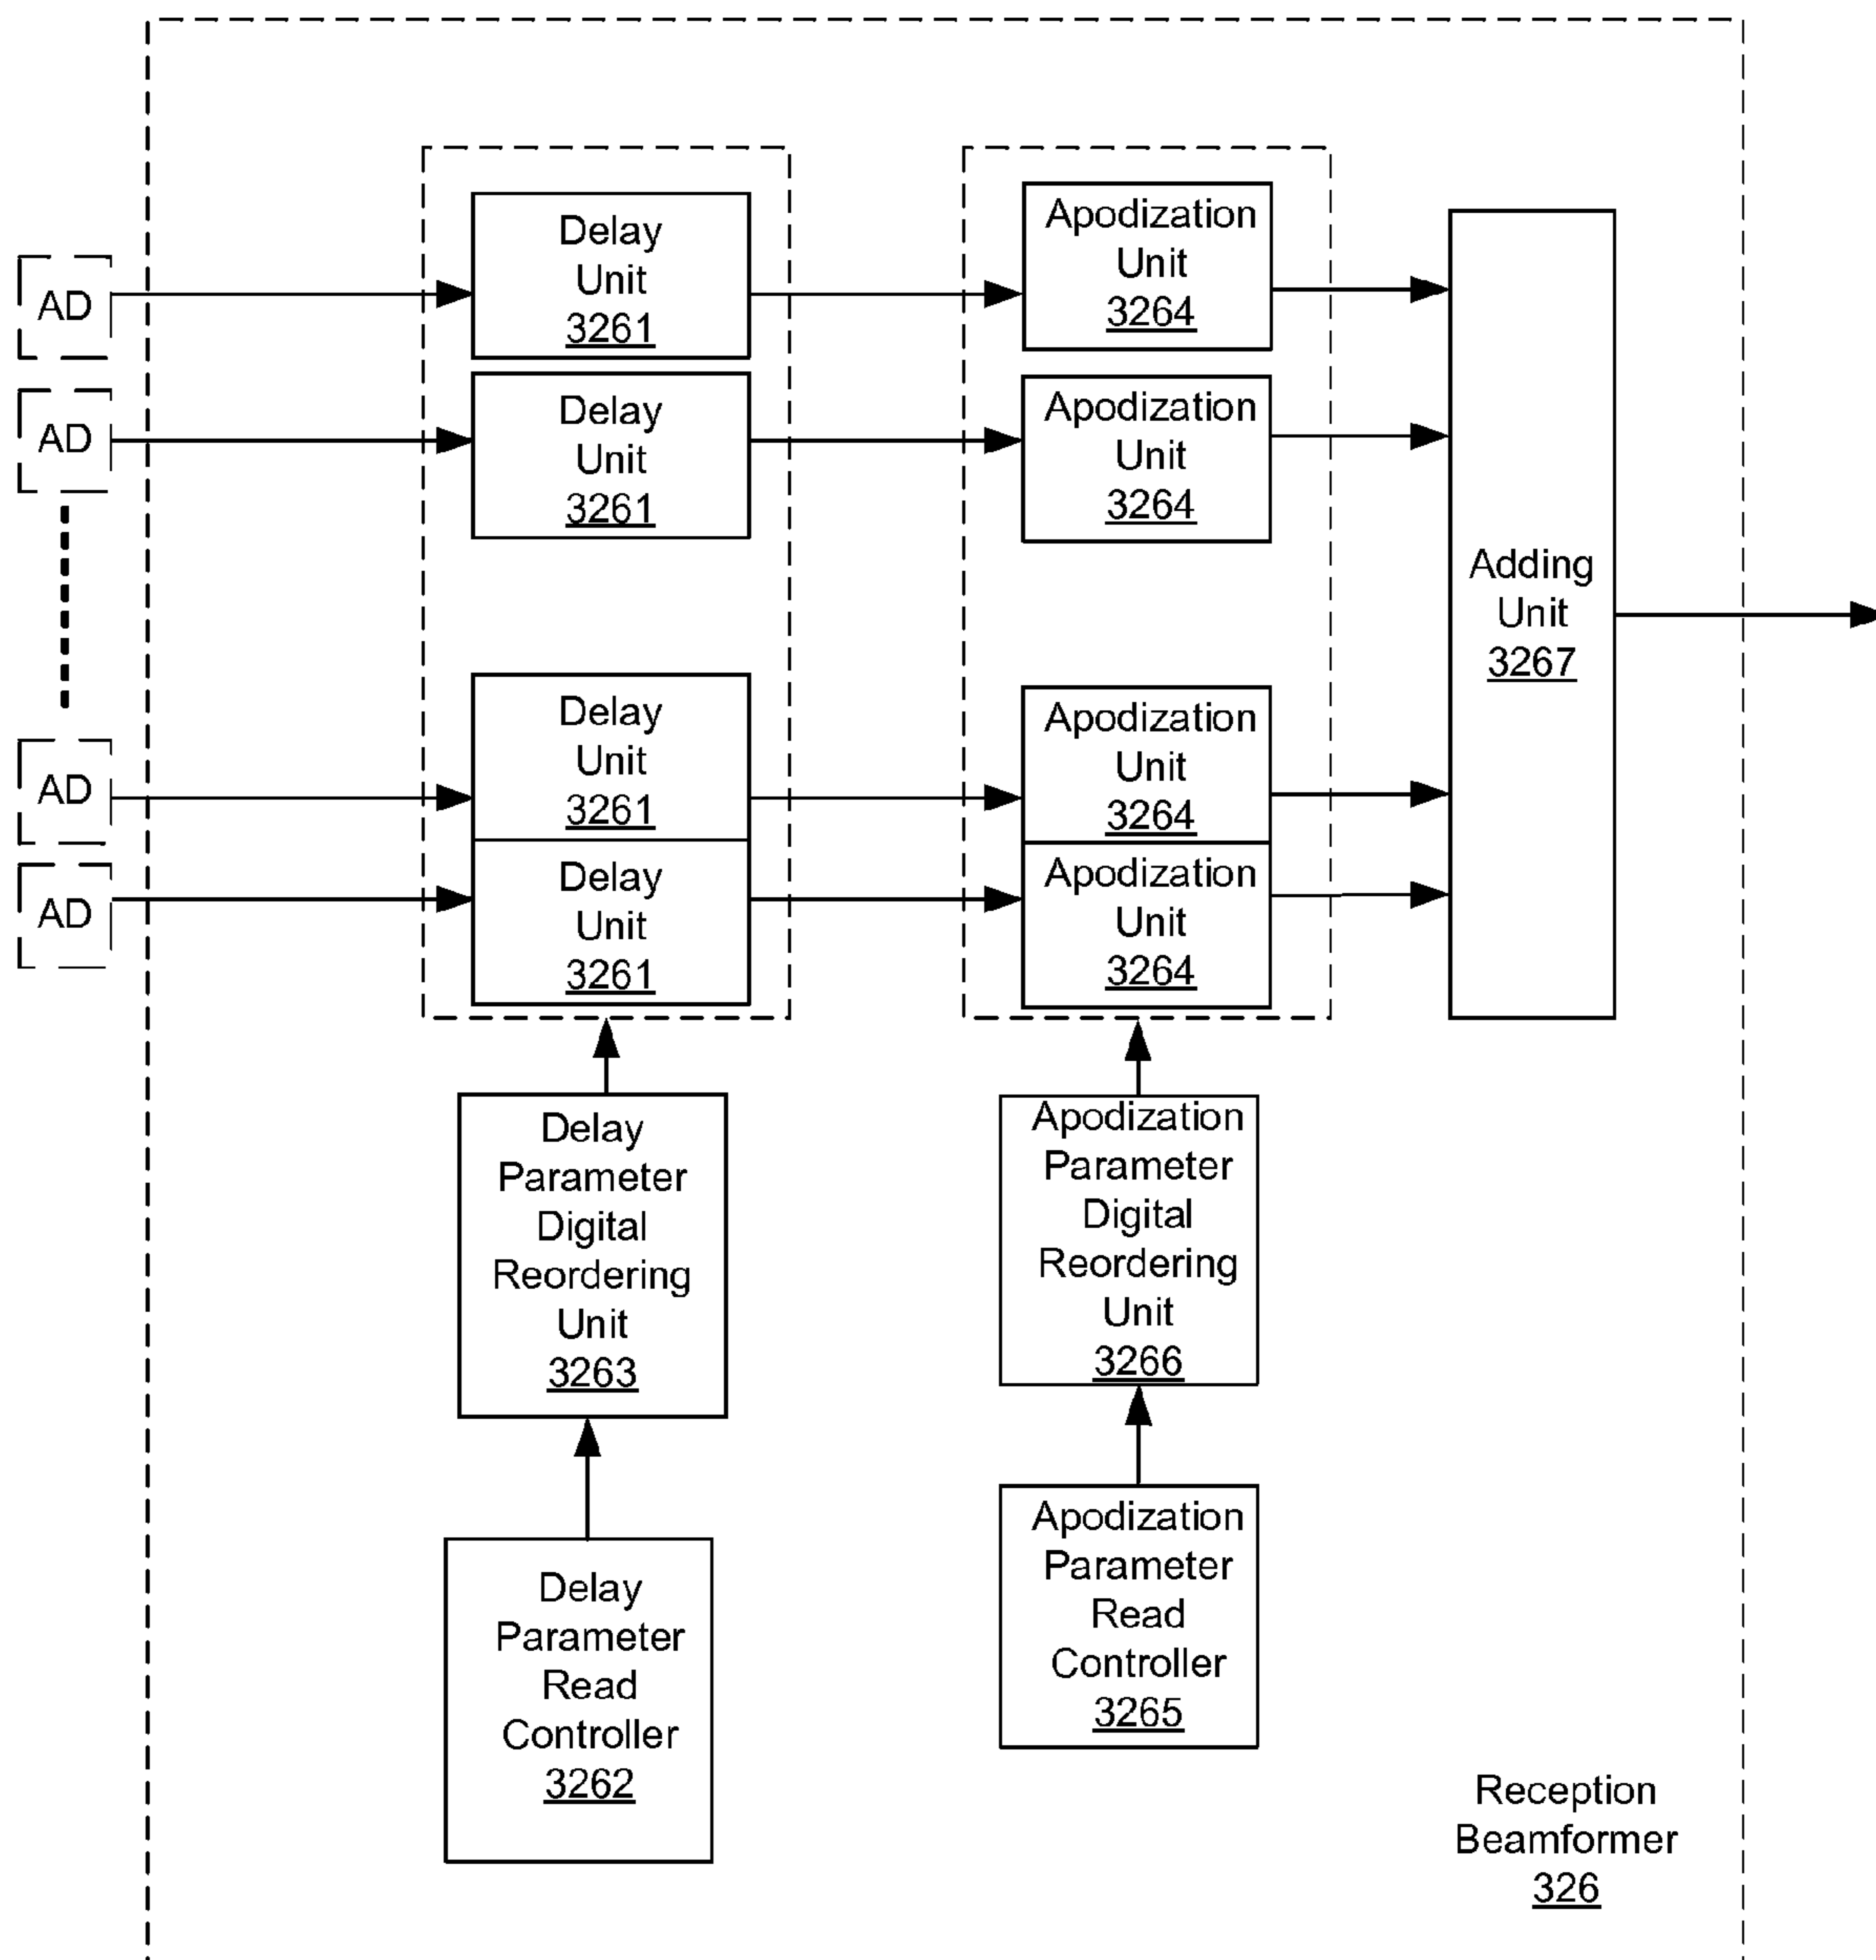 AD
Delay
Unit
3261
Apodization
Unit
3264
AD
Delay
Unit
3261
Apodization
Unit
3264
Adding
Unit
3267
AD
Delay
Unit
3261
Apodization
Unit
3264
AD
Delay
Unit
3261
Apodization
Unit
3264
Delay
Parameter
Digital
Reordering
Unit
3263
Apodization
Parameter
Digital
Reordering
Unit
3266
Delay
Parameter
Read
Controller
3262
Apodization
Parameter
Read
Controller
3265
Reception
Beamformer
326